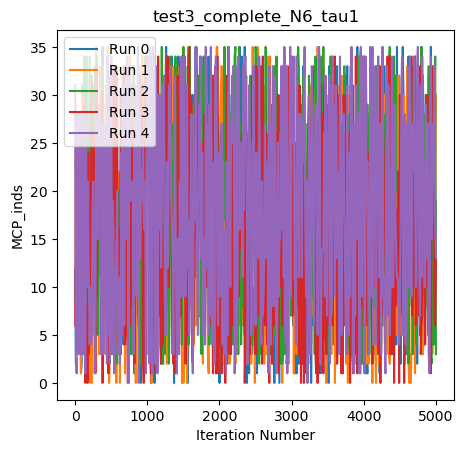 test3_complete_N6_tau1
35
30
25
20
15
10
5
0
MCP_inds
Run 0
Run 1
Run 2
Run 3
Run 4
0 1000 2000 3000 4000 5000
Iteration Number